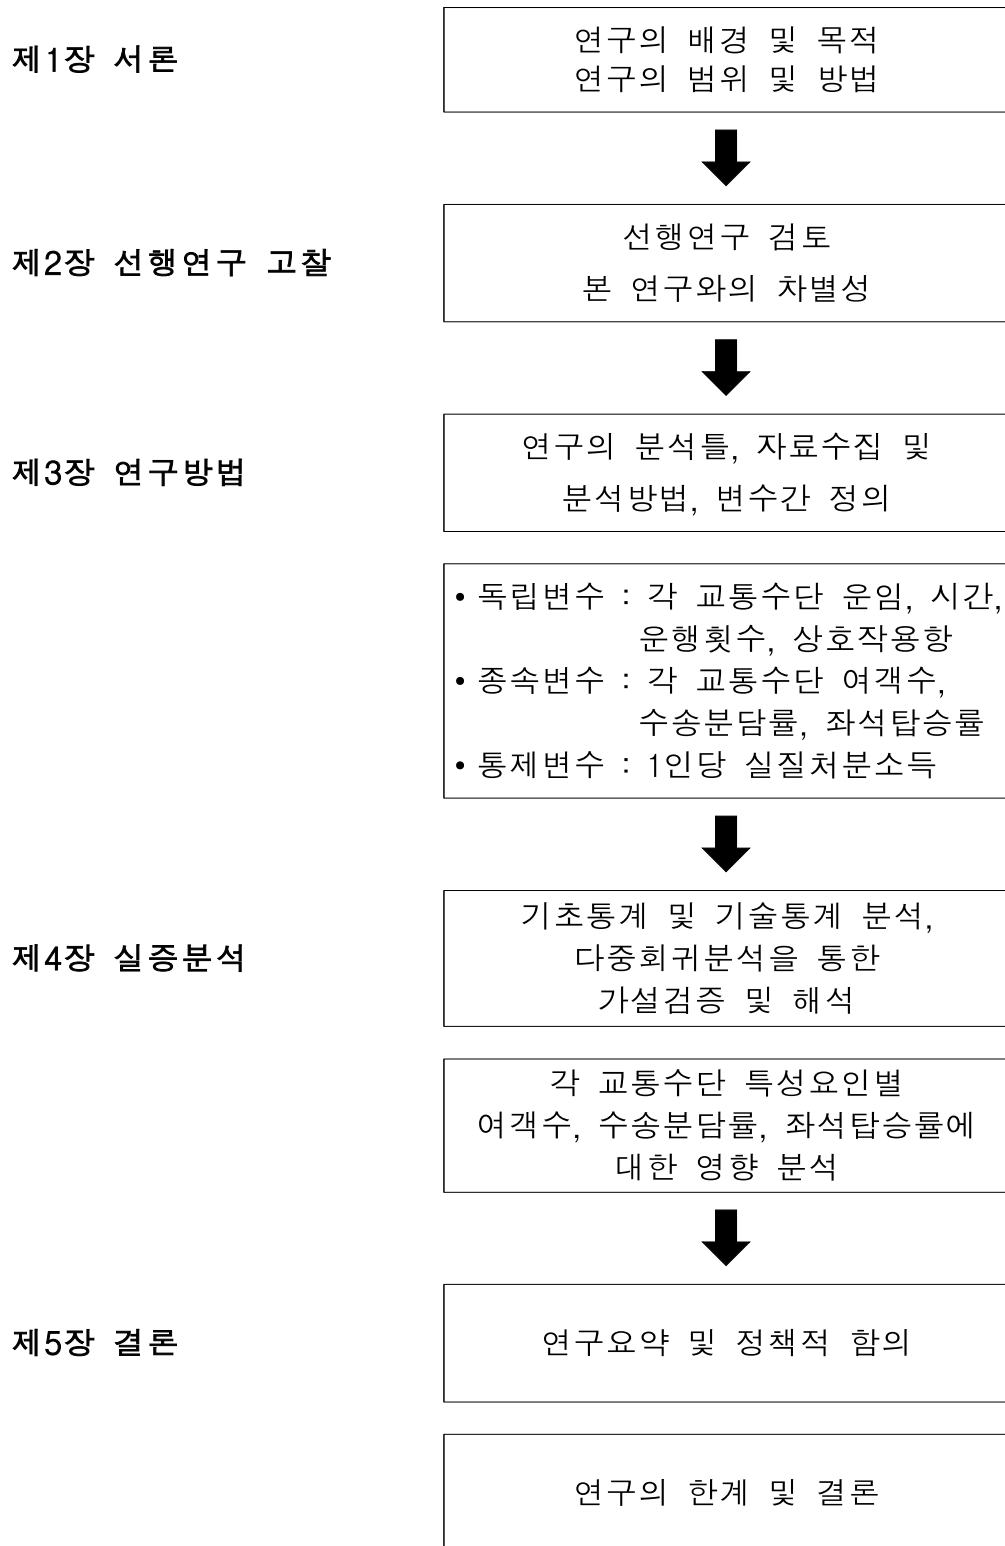 제1장 서론
연구의 배경 및 목적
연구의 범위 및 방법
제2장 선행연구 고찰
선행연구 검토
본 연구와의 차별성
제3장 연구방법
연구의 분석틀, 자료수집 및
분석방법, 변수간 정의
• 독립변수 : 각 교통수단 운임, 시간,
운행횟수, 상호작용항
• 종속변수 : 각 교통수단 여객수,
수송분담률, 좌석탑승률
• 통제변수 : 1인당 실질처분소득
제4장 실증분석
기초통계 및 기술통계 분석,
다중회귀분석을 통한
가설검증 및 해석
각 교통수단 특성요인별
여객수, 수송분담률, 좌석탑승률에
대한 영향 분석
제5장 결론
연구요약 및 정책적 함의
연구의 한계 및 결론